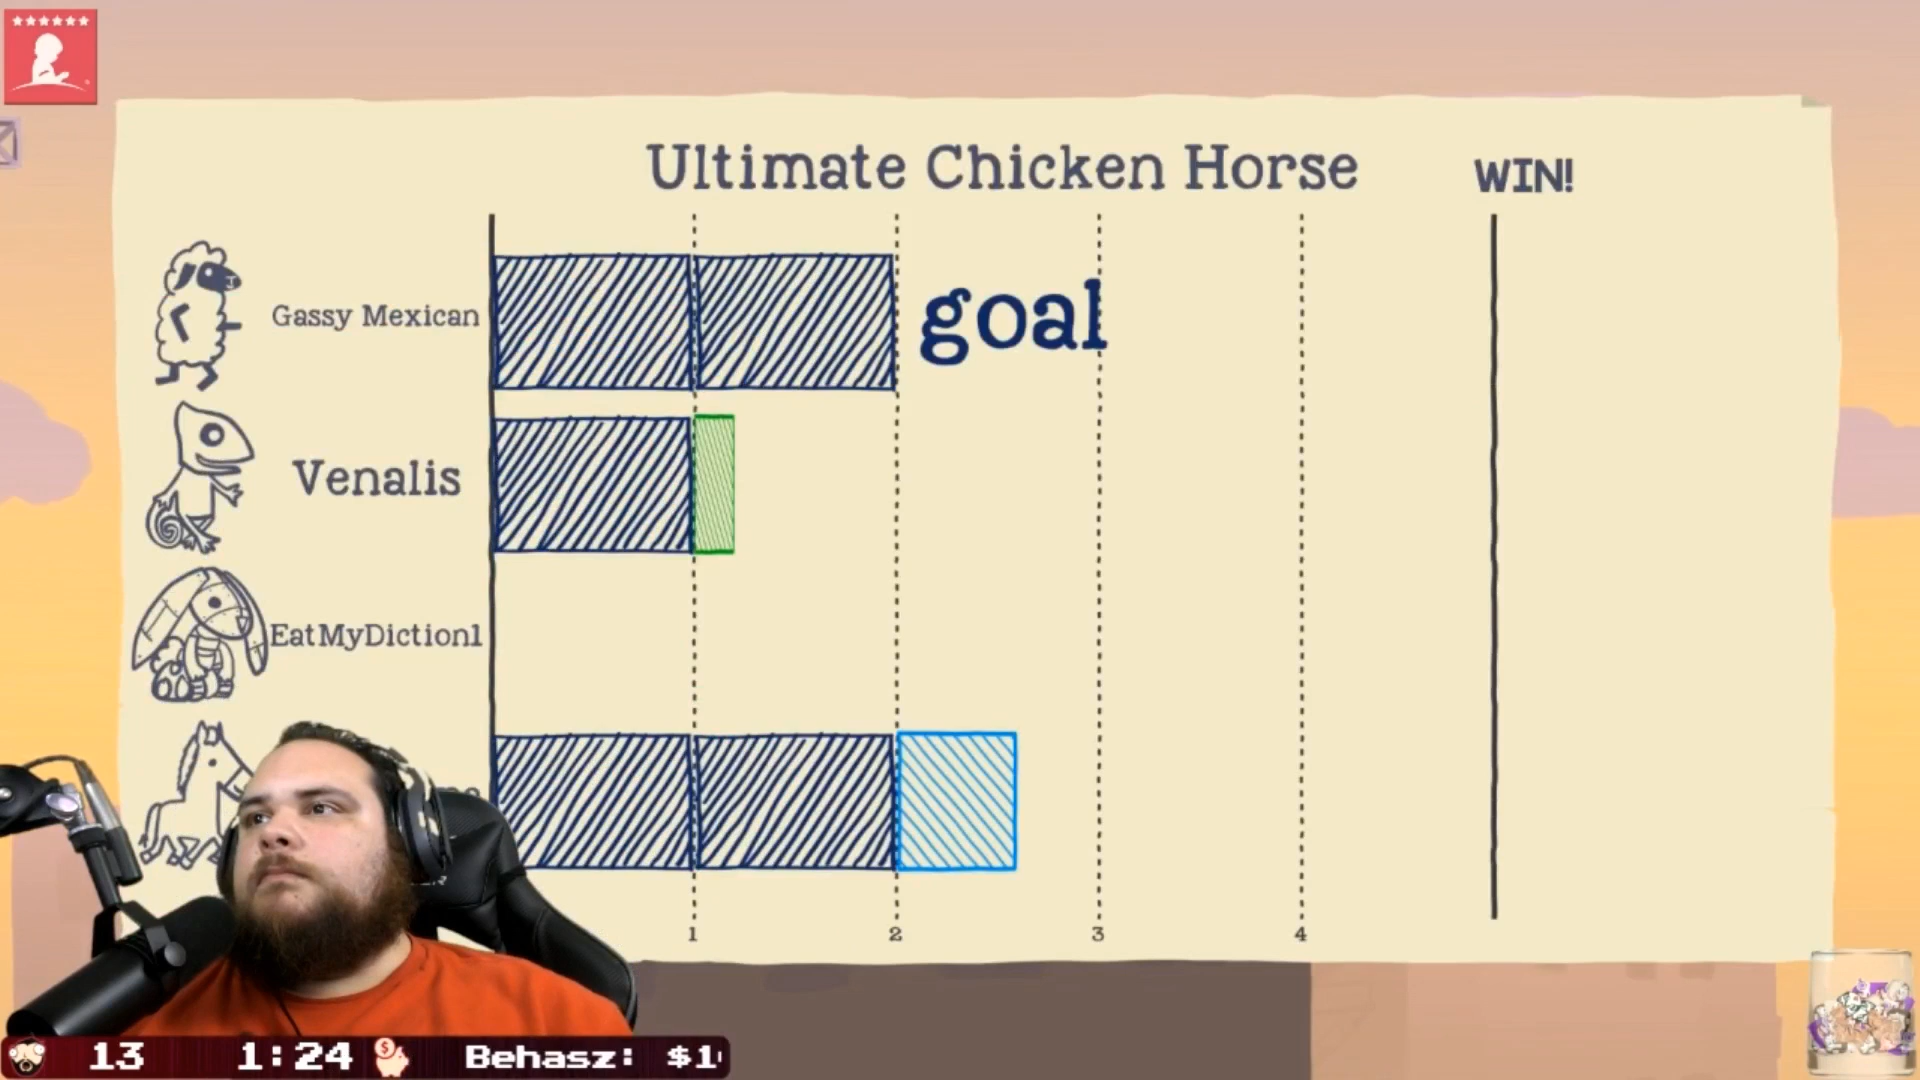 Ultimate Chicken Horse
WIN!
Gassy Mexican
goal
Venalis
EatMyDiction1
1 2 3 4
13 1:24 Behasz: $1